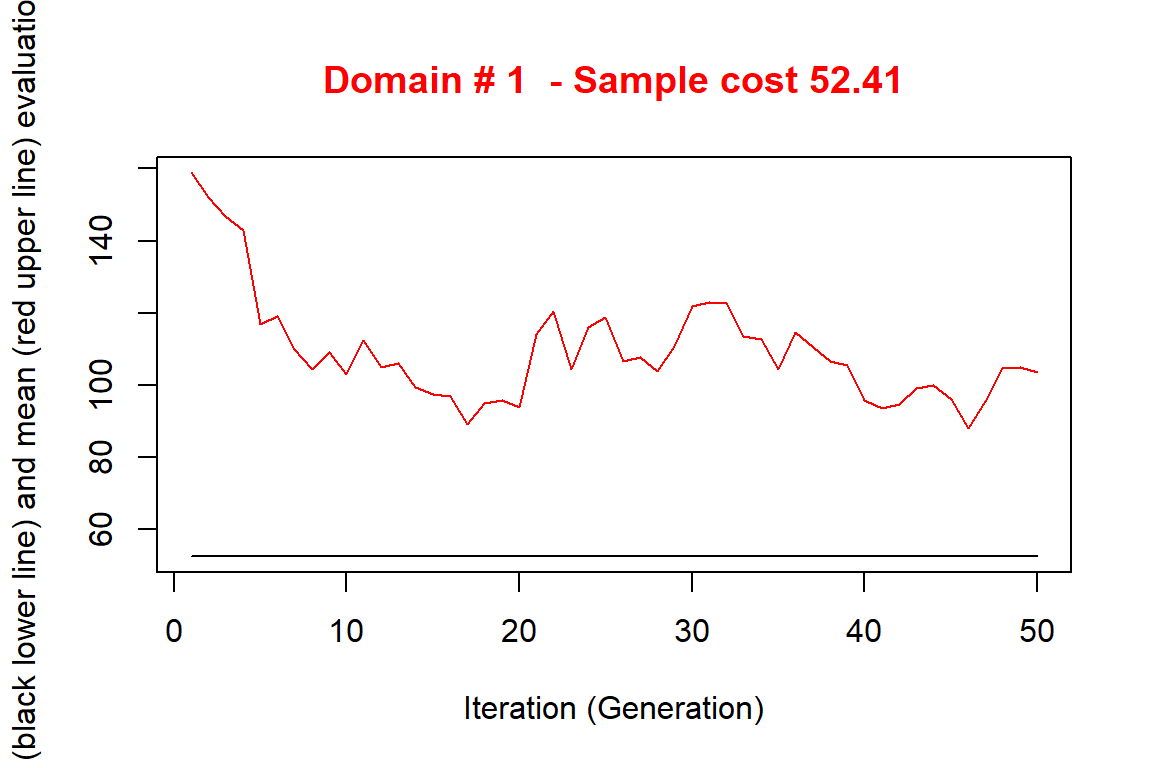 Domain # 1  - Sample cost 52.41
(black lower line) and mean (red upper line) evaluatio
140
100
80
60
0 10 20 30 40 50
Iteration (Generation)